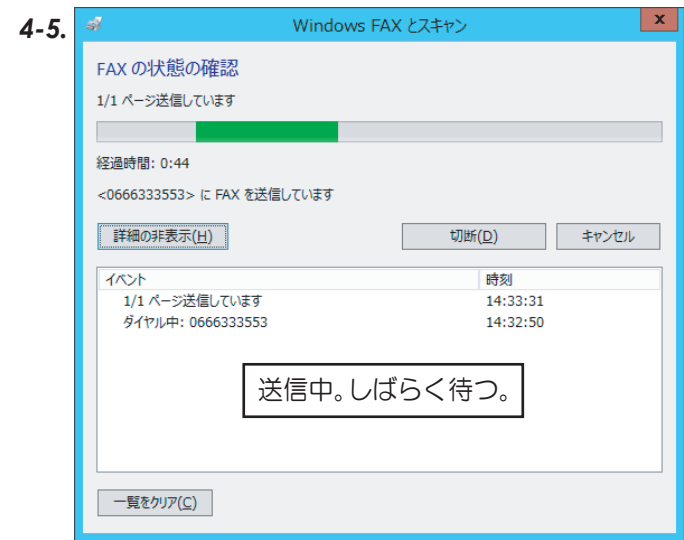 4-5.
Windows FAX とスキャン
x
FAX の状態の確認
1/1 ページ送信しています
経過時間: 0:44
<0666333553> に FAX を送信しています
詳細の非表示(H) 切断(D) キャンセル
イベント 時刻
1/1 ページ送信しています 14:33:31
ダイヤル中: 0666333553 14:32:50
送信中。しばらく待つ。
一覧をクリア(C)